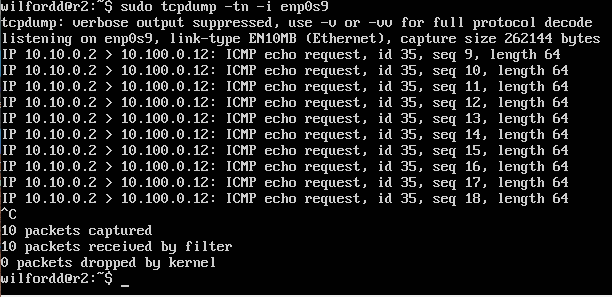 wilfordd@r2:~$ sudo tcpdump -tn -i enp0s9
tcpdump: verbose output suppressed, use -v or -vv for full protocol decode
listening on enp0s9, link-type EN10MB (Ethernet), capture size 262144 bytes
IP 10.10.0.2 > 10.100.0.12: ICMP echo request, id 35, seq 9, length 64
IP 10.10.0.2 > 10.100.0.12: ICMP echo request, id 35, seq 10, length 64
IP 10.10.0.2 > 10.100.0.12: ICMP echo request, id 35, seq 11, length 64
IP 10.10.0.2 > 10.100.0.12: ICMP echo request, id 35, seq 12, length 64
IP 10.10.0.2 > 10.100.0.12: ICMP echo request, id 35, seq 13, length 64
IP 10.10.0.2 > 10.100.0.12: ICMP echo request, id 35, seq 14, length 64
IP 10.10.0.2 > 10.100.0.12: ICMP echo request, id 35, seq 15, length 64
IP 10.10.0.2 > 10.100.0.12: ICMP echo request, id 35, seq 16, length 64
IP 10.10.0.2 > 10.100.0.12: ICMP echo request, id 35, seq 17, length 64
IP 10.10.0.2 > 10.100.0.12: ICMP echo request, id 35, seq 18, length 64
^C
10 packets captured
10 packets received by filter
0 packets dropped by kernel
wilfordd@r2:~$ _